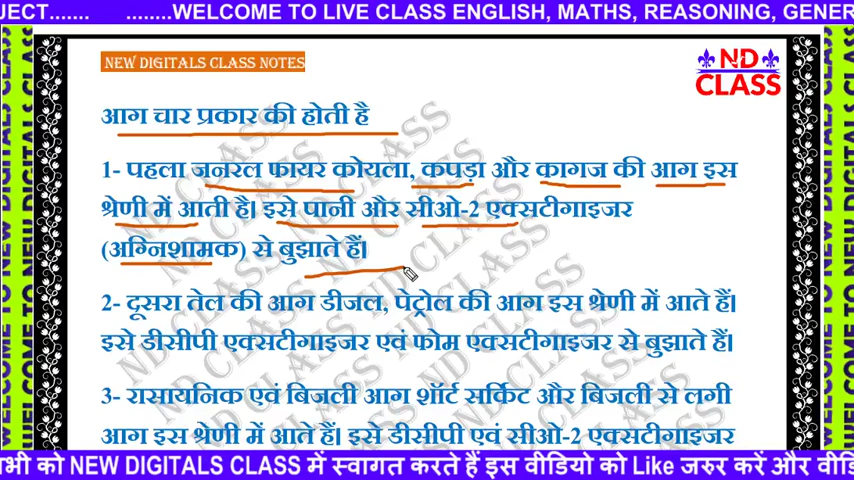 JECT....... ........WELCOME TO LIVE CLASS ENGLISH, MATHS, REASONING, GENER
NEW DIGITALS CLASS NOTES
ND
CLASS
आग चार प्रकार की होती है
1- पहला जनरल फायर कोयला, कपड़ा और कागज की आग इस
श्रेणी में आती है। इसे पानी और सीओ-2 एक्सटीगाइजर
(अग्निशामक) से बुझाते हैं।
2- दूसरा तेल की आग डीजल, पेट्रोल की आग इस श्रेणी में आते हैं।
इसे डीसीपी एक्सटीगाइजर एवं फोम एक्सटीगाइजर से बुझाते हैं।
3- रासायनिक एवं बिजली आग शॉर्ट सर्किट और बिजली से लगी
आग इस श्रेणी में आते हैं। इसे डीसीपी एवं सीओ-2 एक्सटीगाइजर
भी को NEW DIGITALS CLASS में स्वागत करते हैं इस वीडियो को Like जरुर करें और वीडि